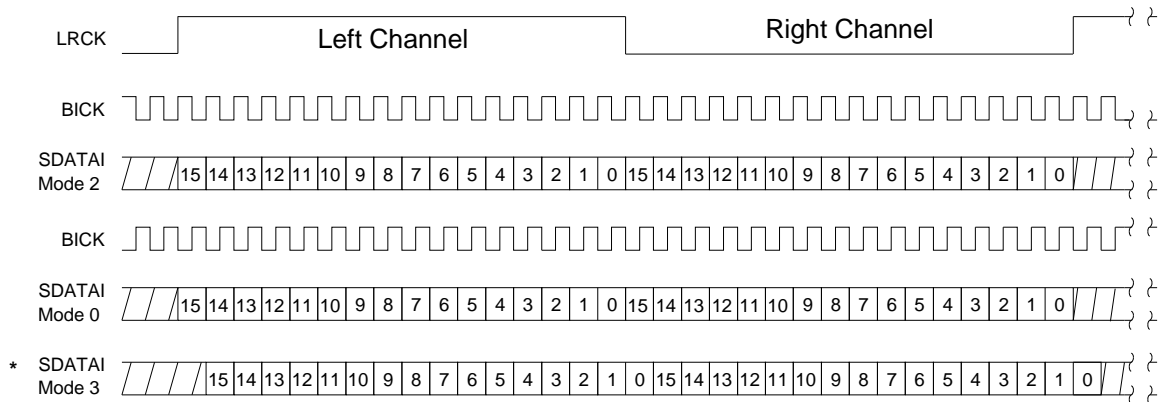 LRCK Left Channel Right Channel
BICK
SDATAI
Mode 2
15 14 13 12 11 10 9 8 7 6 5 4 3 2 1 0 15 14 13 12 11 10 9 8 7 6 5 4 3 2 1 0
BICK
SDATAI
Mode 0
15 14 13 12 11 10 9 8 7 6 5 4 3 2 1 0 15 14 13 12 11 10 9 8 7 6 5 4 3 2 1 0
* SDATAI
Mode 3
15 14 13 12 11 10 9 8 7 6 5 4 3 2 1 0 15 14 13 12 11 10 9 8 7 6 5 4 3 2 1 0